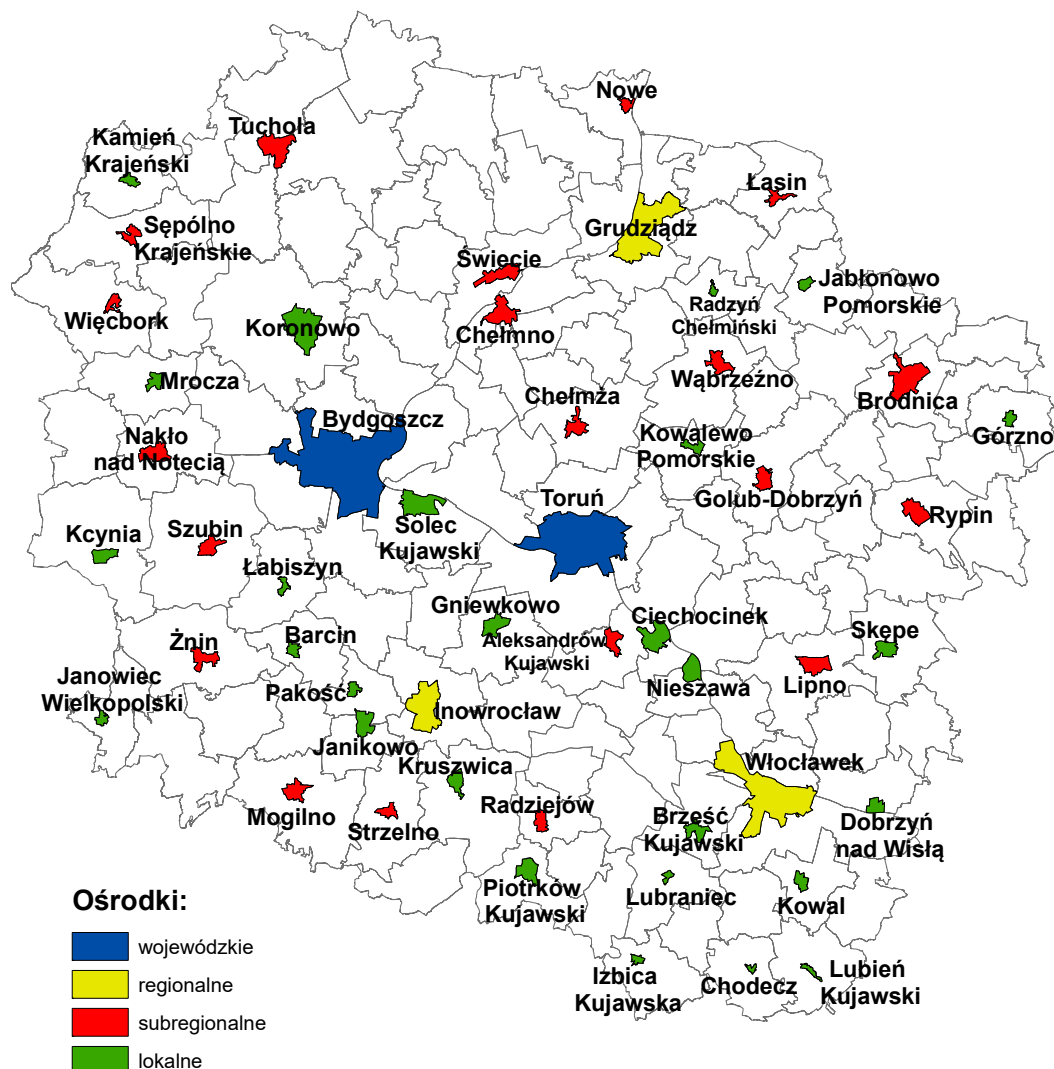 Nowe
Tuchola
Kamień
Krajeński
Łasin
Sępólno
Krajeńskie
Grudziądz
Świecie
Jabłonowo
Pomorskie
Radzyń
Chełmiński
Więcbork
Koronowo
Chełmno
Wąbrzeźno
Mrocza
Brodnica
Chełmża
Bydgoszcz
Nakło
nad Notecią
Kowalewo
Pomorskie
Górzno
Golub-Dobrzyń
Toruń
Rypin
Solec
Kujawski
Szubin
Kcynia
Łabiszyn
Gniewkowo
Ciechocinek
Aleksandrów
Kujawski
Skępe
Barcin
Żnin
Janowiec
Wielkopolski
Pakość
Nieszawa
Lipno
Inowrocław
Janikowo
Kruszwica
Włocławek
Mogilno
Strzelno
Radziejów
Brześć
Kujawski
Dobrzyń
nad Wisłą
Piotrków
Kujawski
Lubraniec
Kowal
Izbica
Kujawska
Chodecz
Lubień
Kujawski
Ośrodki:
wojewódzkie
regionalne
subregionalne
lokalne